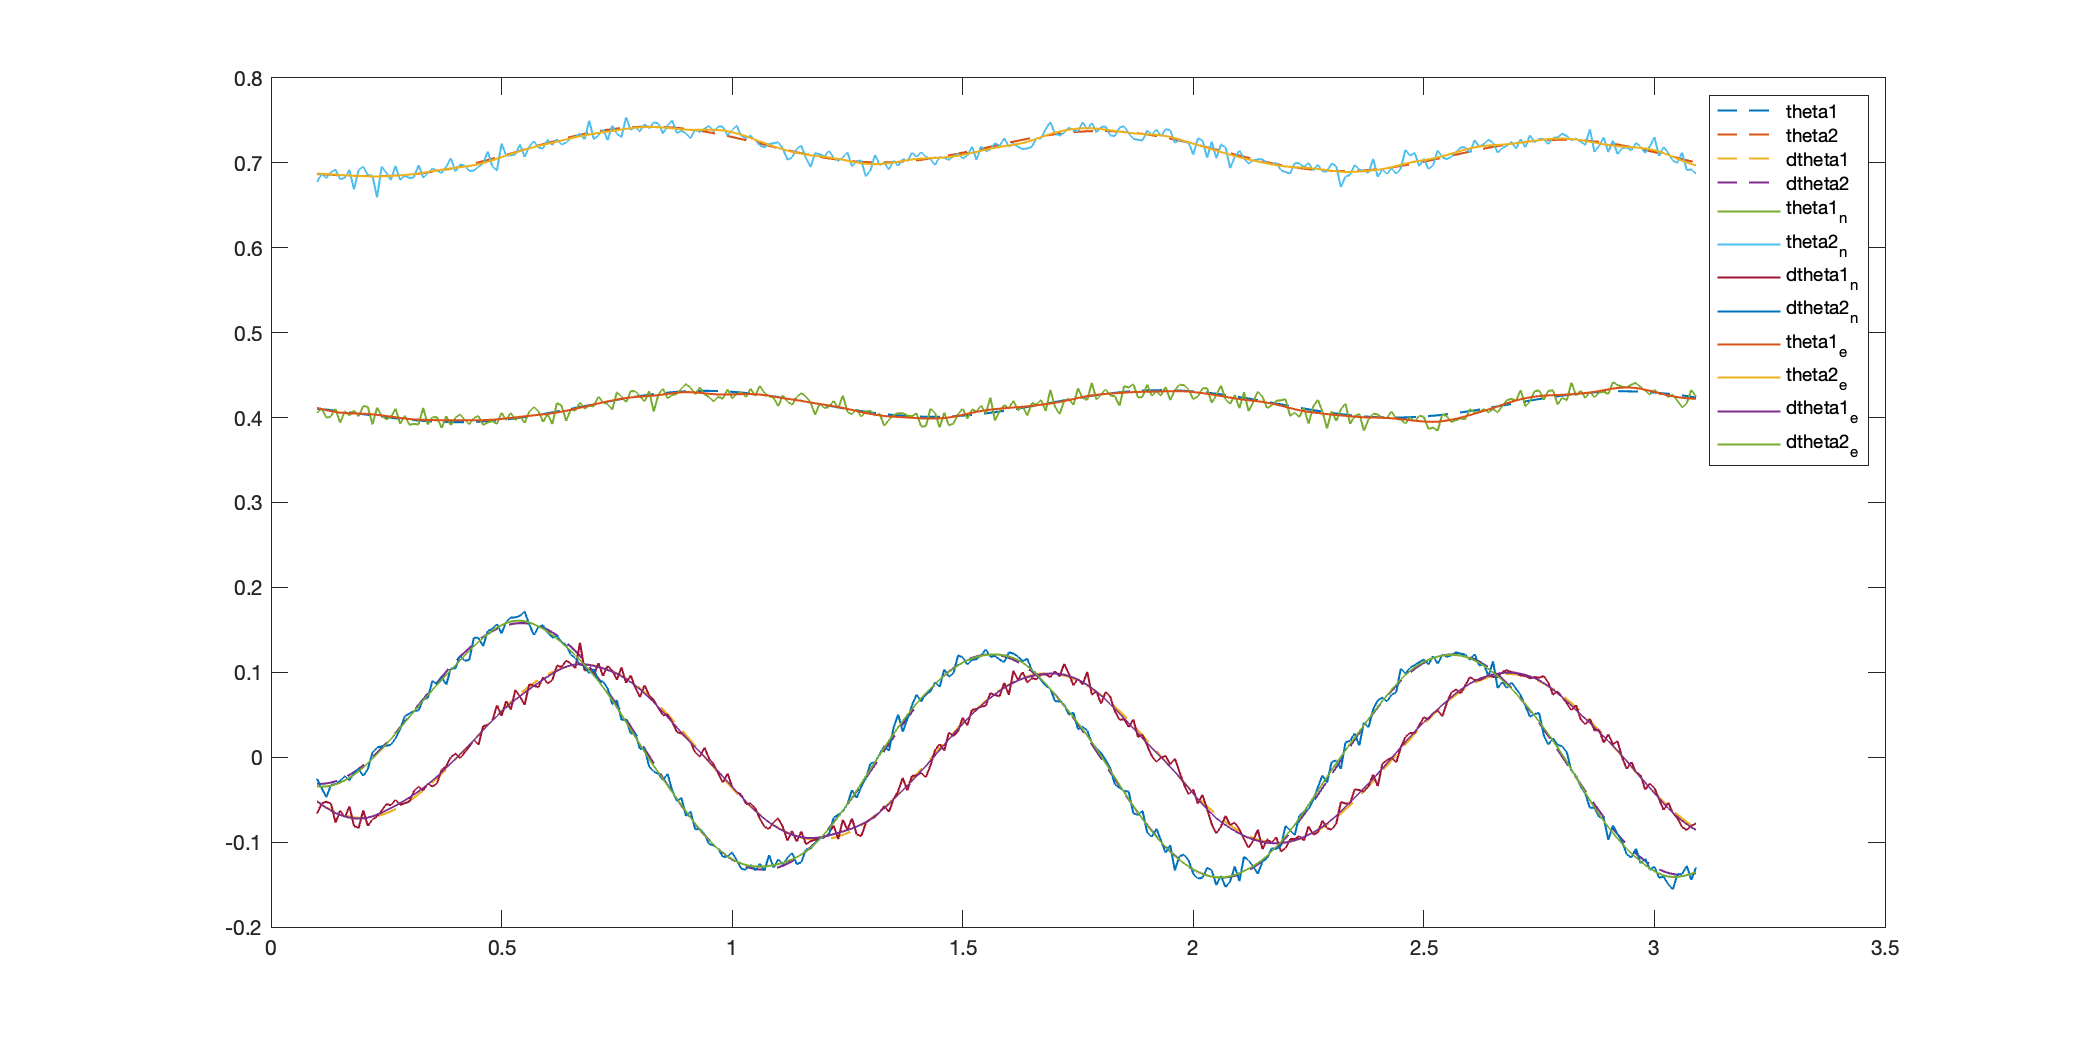 0.8
0.7
0.6
0.5
0.4
0.3
0.2
0.1
0
-0.1
-0.2
0 0.5 1 1.5 2 2.5 3 3.5
theta1
theta2
dtheta1
dtheta2
theta1n
theta2n
dtheta1n
dtheta2n
theta1e
theta2e
dtheta1e
dtheta2e